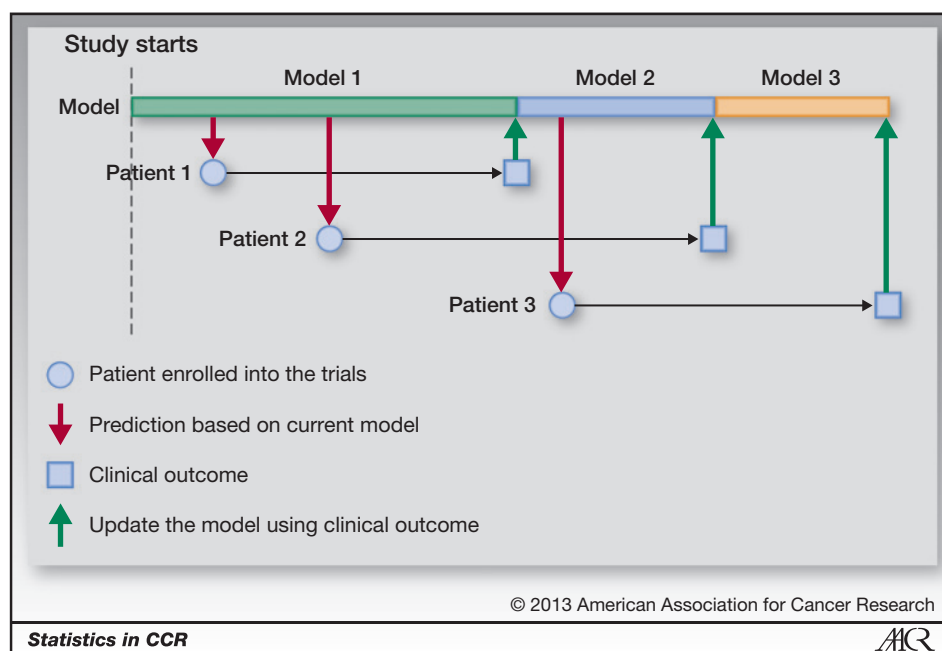 Study starts
Model 1
Model 2
Model 3
Model
Patient 1
Patient 2
Patient 3
Patient enrolled into the trials
Prediction based on current model
Clinical outcome
Update the model using clinical outcome
© 2013 American Association for Cancer Research
Statistics in CCR
AACR